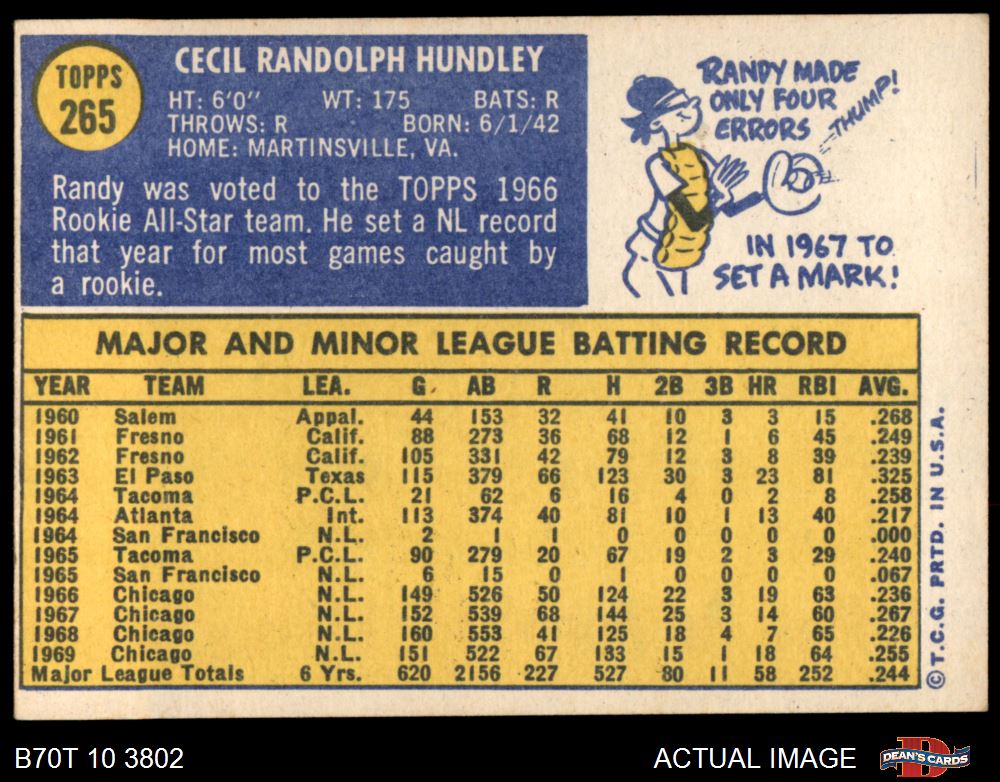 TOPPS
265
CECIL RANDOLPH HUNDLEY
HT: 6'0" WT: 175 BATS: R
THROWS: R BORN: 6/1/42
HOME: MARTINSVILLE, VA.
Randy was voted to the TOPPS 1966
Rookie All-Star team. He set a NL record
that year for most games caught by
a rookie.
RANDY MADE
ONLY FOUR
ERRORS
THUMP!
IN 1967 TO
SET A MARK!
MAJOR AND MINOR LEAGUE BATTING RECORD
YEAR TEAM LEA. G AB R H 2B 3B HR RBI AVG.
1960 Salem Appal. 44 153 32 41 10 3 3 15 .268
1961 Fresno Calif. 88 273 36 68 12 1 6 45 .249
1962 Fresno Calif. 105 331 42 79 12 3 8 39 .239
1963 El Paso Texas 115 379 66 123 30 3 23 81 .325
1964 Tacoma P.C.L. 21 62 6 16 4 0 2 8 .258
1964 Atlanta Int. 113 374 40 81 10 1 13 40 .217
1964 San Francisco N.L. 2 1 1 0 0 0 0 0 .000
1965 Tacoma P.C.L. 90 279 20 67 19 2 3 29 .240
1965 San Francisco N.L. 6 15 0 1 0 0 0 0 .067
1966 Chicago N.L. 149 526 50 124 22 3 19 63 .236
1967 Chicago N.L. 152 539 68 144 25 3 14 60 .267
1968 Chicago N.L. 160 553 41 125 18 4 7 65 .226
1969 Chicago N.L. 151 522 67 133 15 1 18 64 .255
Major League Totals 6 Yrs. 620 2156 227 527 80 11 58 252 .244
© T.C.G. PRTD. IN U.S.A.
B70T 10 3802
ACTUAL IMAGE
DEAN'S CARDS